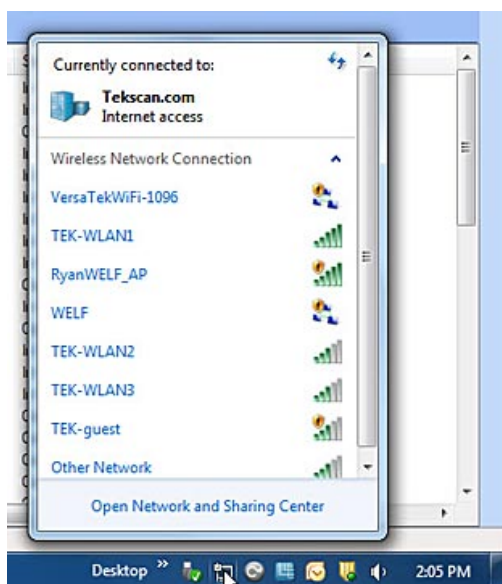 Currently connected to:
Tekscan.com
Internet access
Wireless Network Connection
VersaTekWiFi-1096
TEK-WLAN1
RyanWELF_AP
WELF
TEK-WLAN2
TEK-WLAN3
TEK-guest
Other Network
Open Network and Sharing Center
Desktop »
2:05 PM